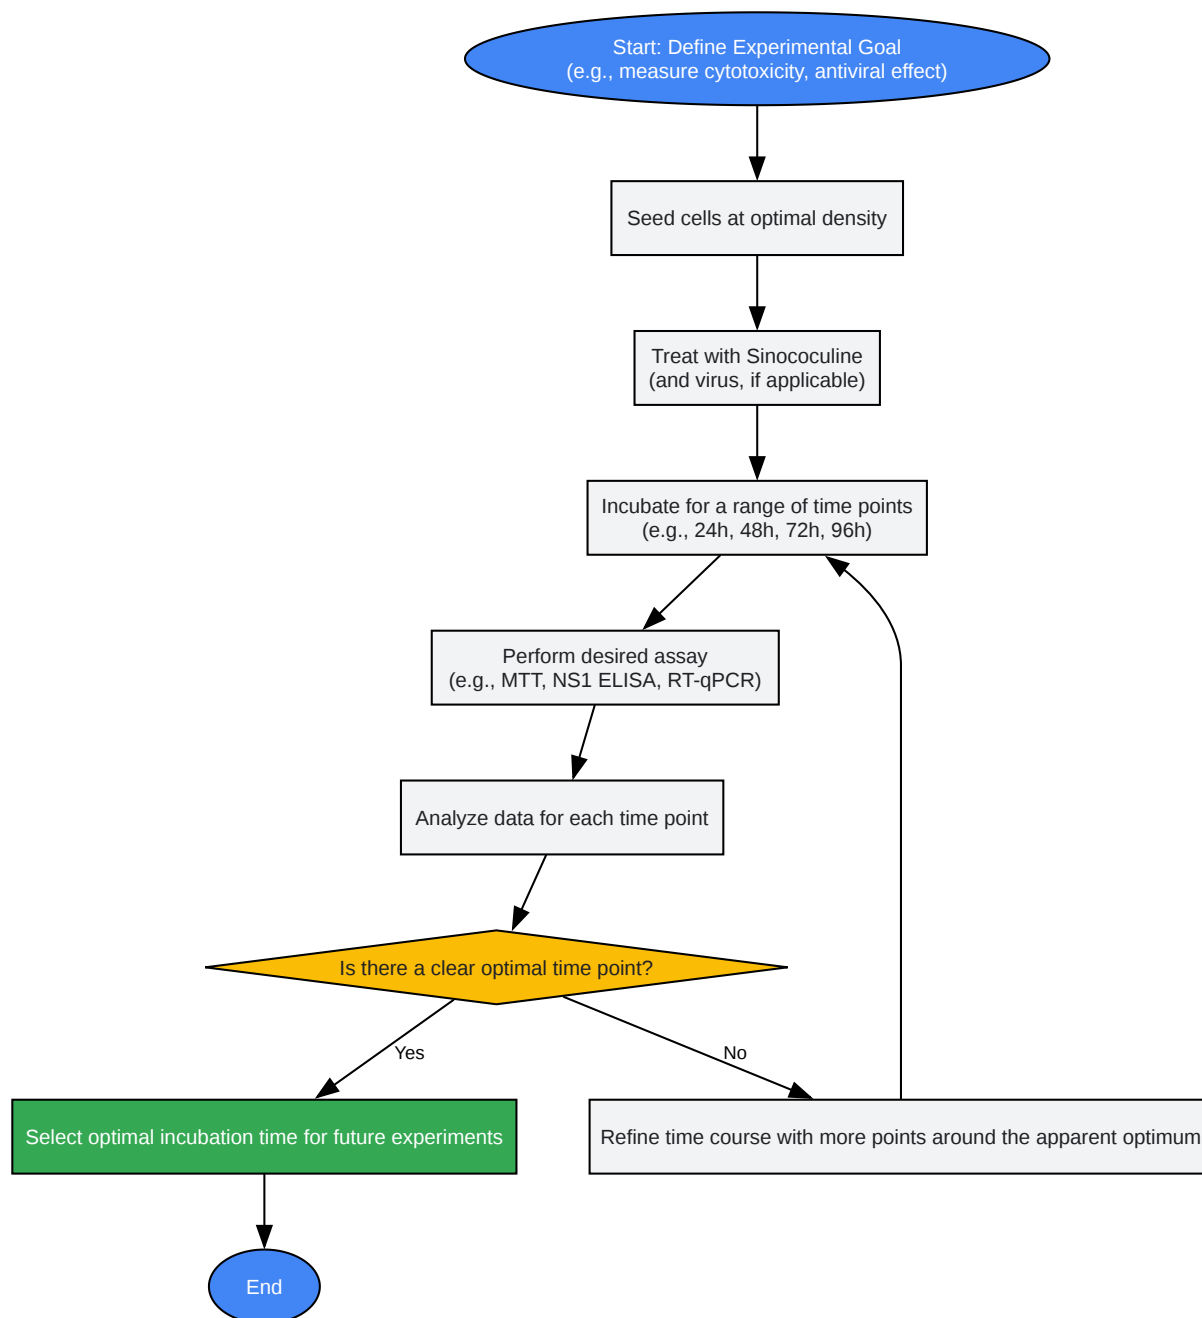 Start: Define Experimental Goal
(e.g., measure cytotoxicity, antiviral effect)
Seed cells at optimal density
Treat with Sinococuline
(and virus, if applicable)
Incubate for a range of time points
(e.g., 24h, 48h, 72h, 96h)
Perform desired assay
(e.g., MTT, NS1 ELISA, RT-qPCR)
Analyze data for each time point
Is there a clear optimal time point?
Yes
No
Select optimal incubation time for future experiments
Refine time course with more points around the apparent optimum
End